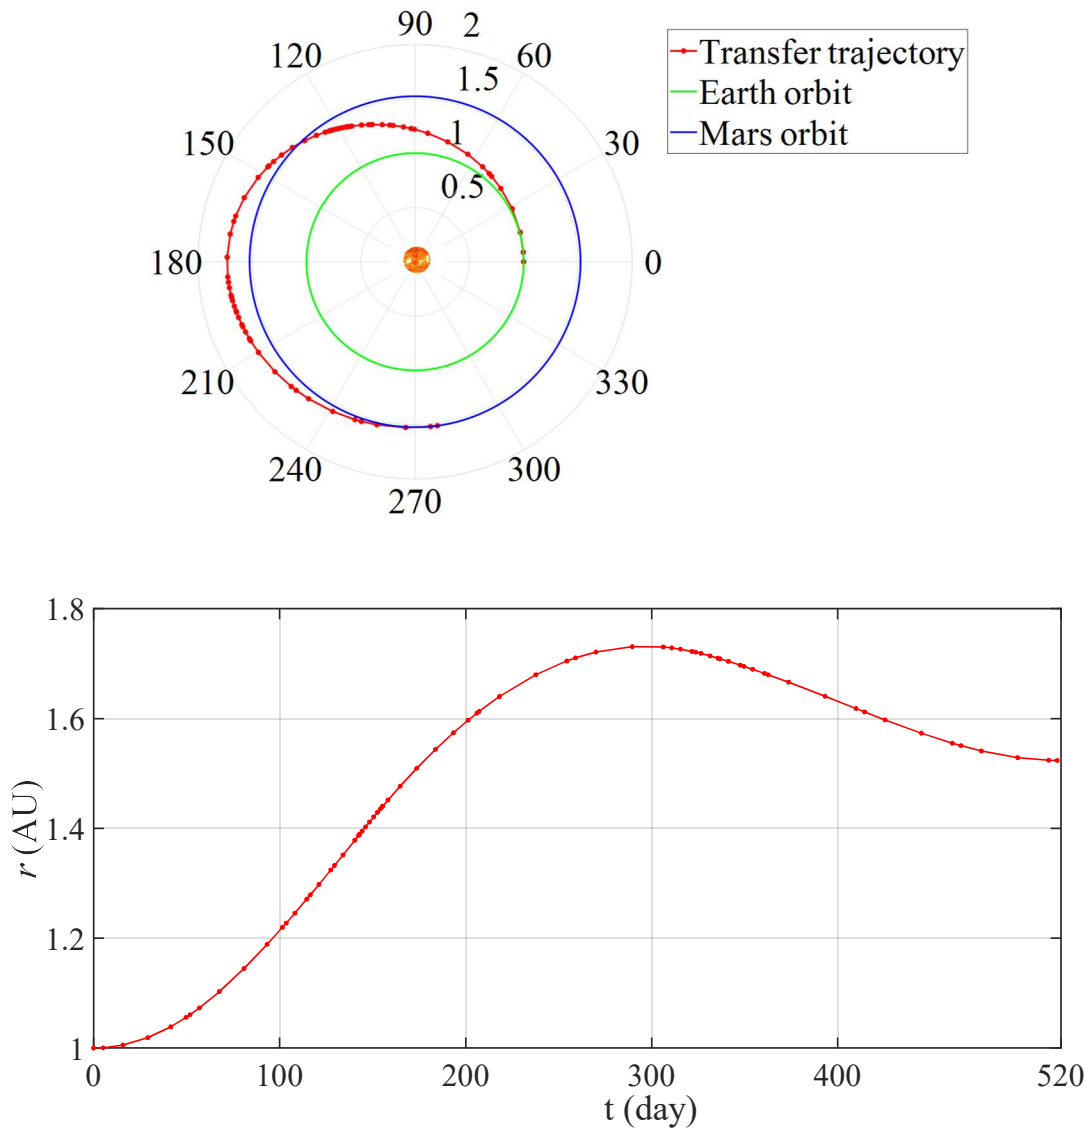 90 2
120 60
1.5
150 1 30
0.5
180 0
210 330
240 300
270
Transfer trajectory
Earth orbit
Mars orbit
1.8
1.6
1.4
1.2
1
r (AU)
0 100 200 300 400 520
t (day)